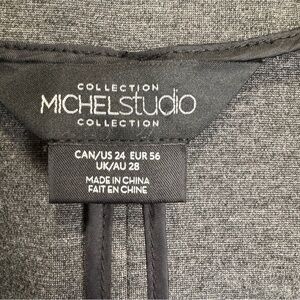 COLLECTION
MICHELstudio
COLLECTION
CAN/US 24 EUR 56
UK/AU 28
MADE IN CHINA
FAIT EN CHINE